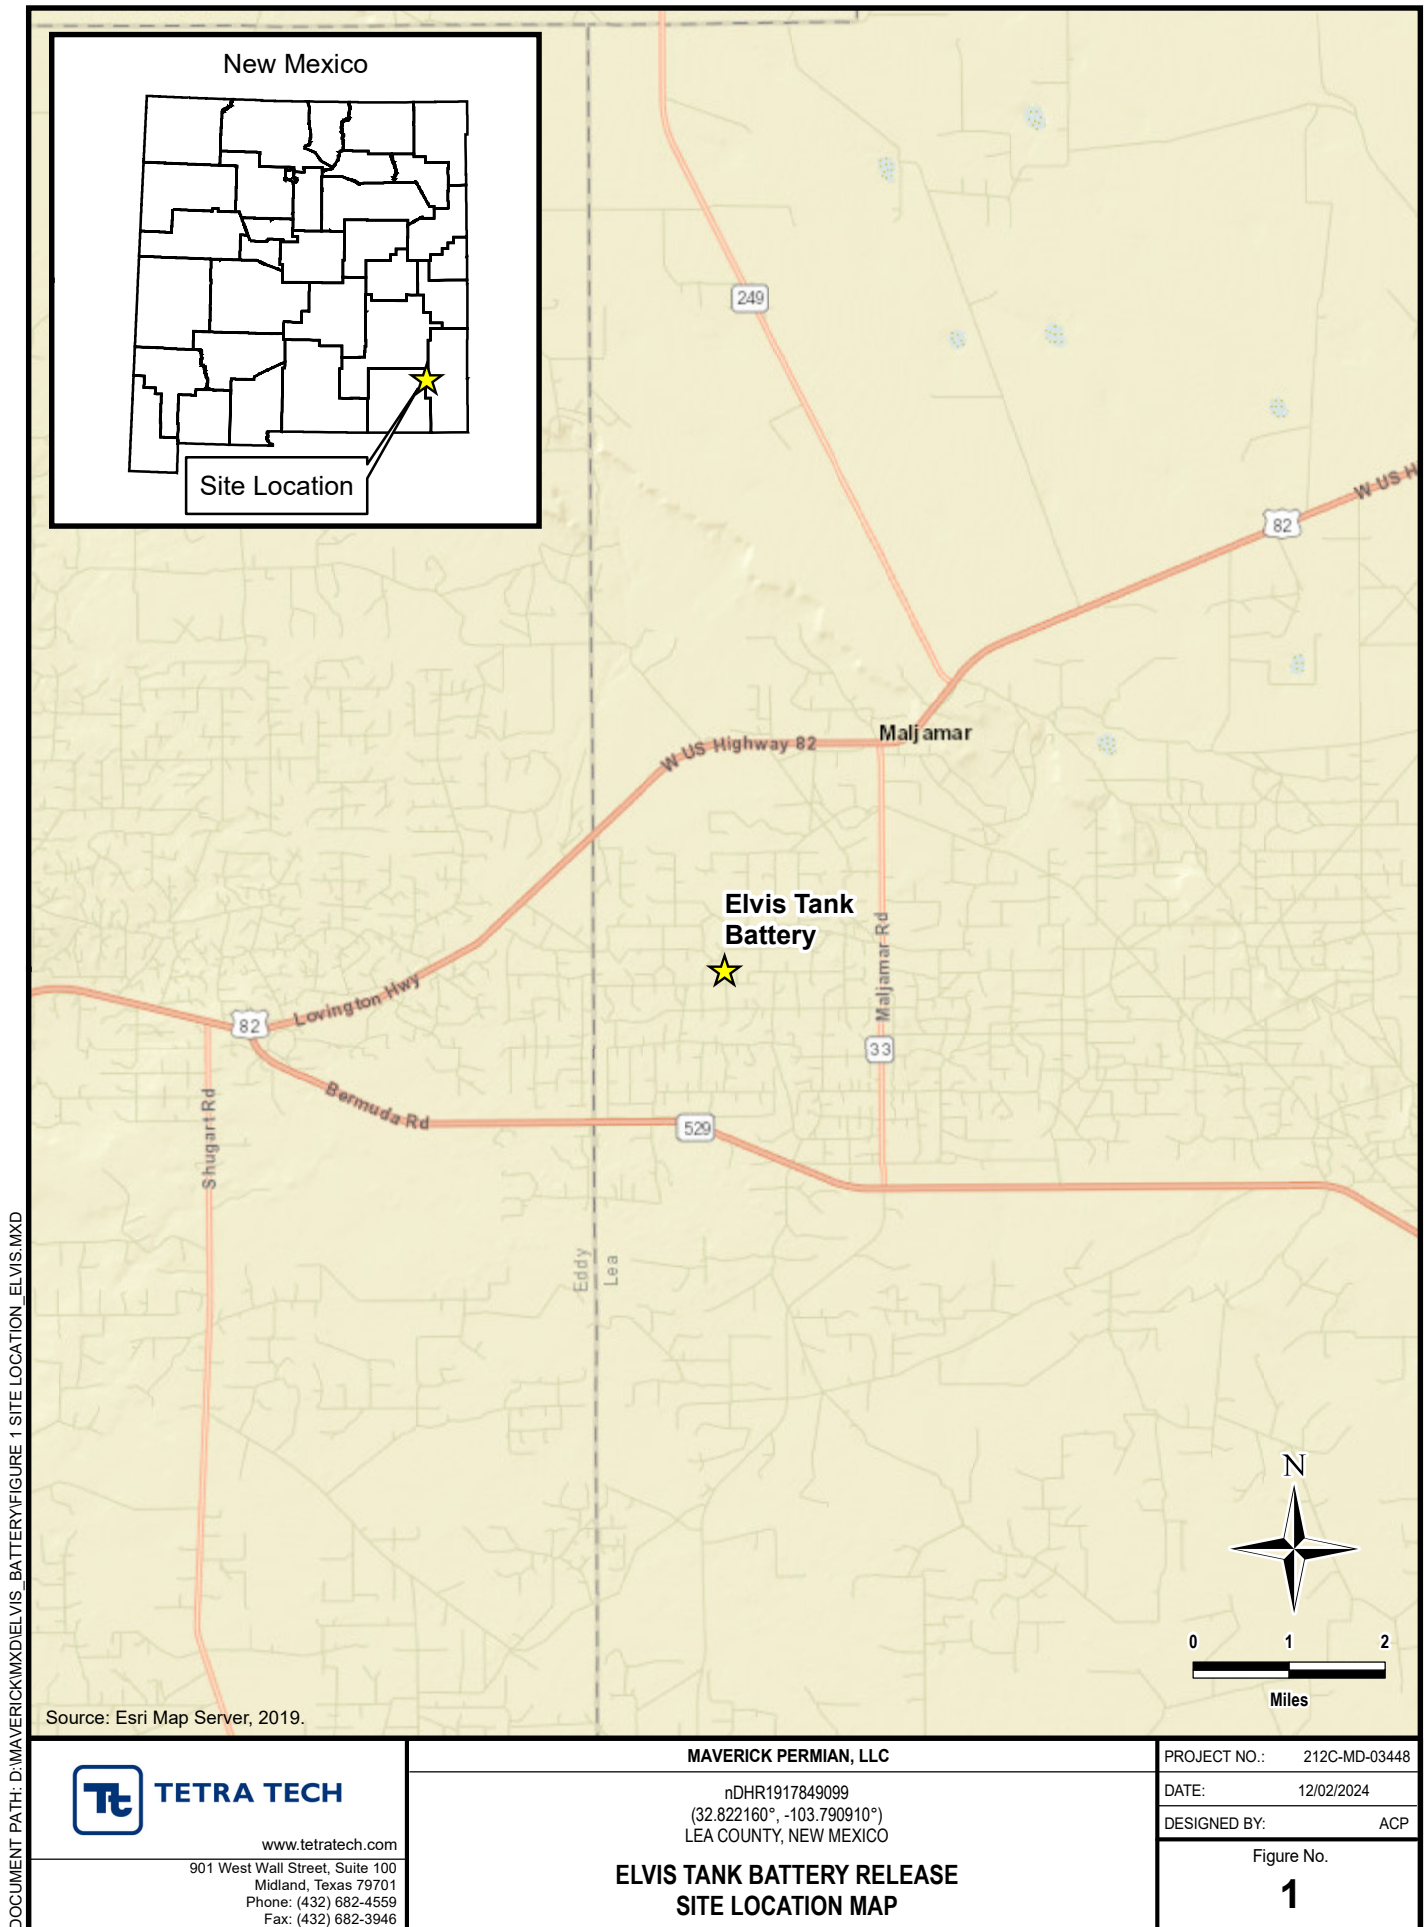 New Mexico
Site Location
249
82
W US H
Maljamar
W US Highway 82
Elvis Tank
Battery
Maljamar Rd
Lovington Hwy
82
33
Bermuda Rd
Shugart Rd
529
Eddy
Lea
N
0 1 2
Miles
Source: Esri Map Server, 2019.
DOCUMENT PATH: D:\MAVERICK\MXD\ELVIS_BATTERY\FIGURE 1 SITE LOCATION_ELVIS.MXD
Tt TETRA TECH
www.tetratech.com
901 West Wall Street, Suite 100
Midland, Texas 79701
Phone: (432) 682-4559
Fax: (432) 682-3946
MAVERICK PERMIAN, LLC
nDHR1917849099
(32.822160°, -103.790910°)
LEA COUNTY, NEW MEXICO
ELVIS TANK BATTERY RELEASE
SITE LOCATION MAP
PROJECT NO.: 212C-MD-03448
DATE: 12/02/2024
DESIGNED BY: ACP
Figure No.
1